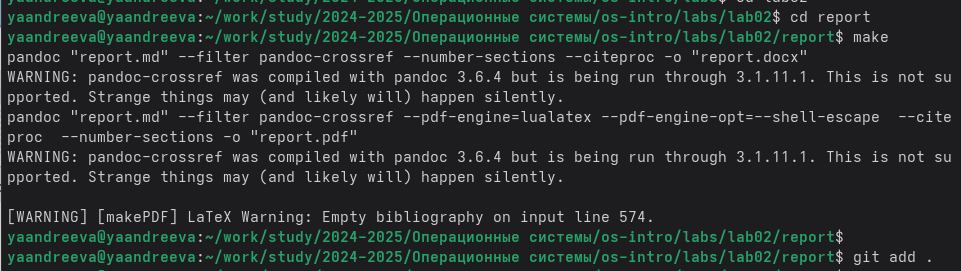 yaandreeva@yaandreeva:~/work/study/2024-2025/Операционные системы/os-intro/labs/lab02$ cd report
yaandreeva@yaandreeva:~/work/study/2024-2025/Операционные системы/os-intro/labs/lab02/report$ make
pandoc "report.md" --filter pandoc-crossref --number-sections --citeproc -o "report.docx"
WARNING: pandoc-crossref was compiled with pandoc 3.6.4 but is being run through 3.1.11.1. This is not su
pported. Strange things may (and likely will) happen silently.
pandoc "report.md" --filter pandoc-crossref --pdf-engine=lualatex --pdf-engine-opt=--shell-escape  --cite
proc  --number-sections -o "report.pdf"
WARNING: pandoc-crossref was compiled with pandoc 3.6.4 but is being run through 3.1.11.1. This is not su
pported. Strange things may (and likely will) happen silently.
[WARNING] [makePDF] LaTeX Warning: Empty bibliography on input line 574.
yaandreeva@yaandreeva:~/work/study/2024-2025/Операционные системы/os-intro/labs/lab02/report$
yaandreeva@yaandreeva:~/work/study/2024-2025/Операционные системы/os-intro/labs/lab02/report$ git add .